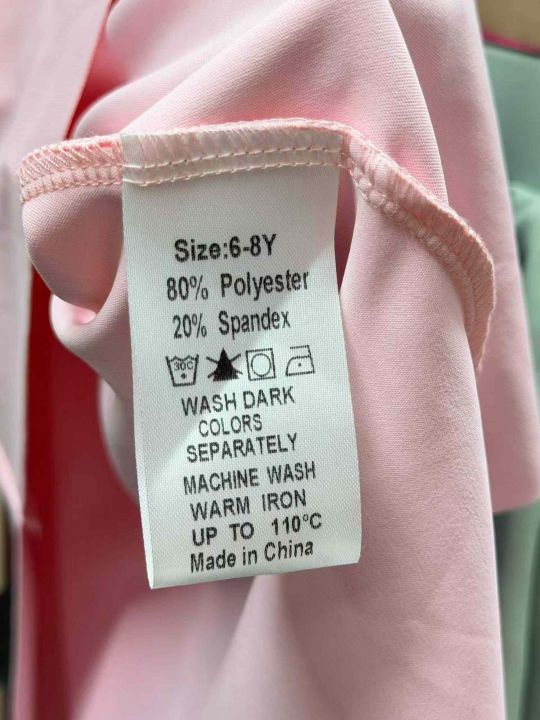 Size:6-8Y
80% Polyester
20% Spandex
30C
WASH DARK
COLORS
SEPARATELY
MACHINE WASH
WARM IRON
UP TO 110°C
Made in China